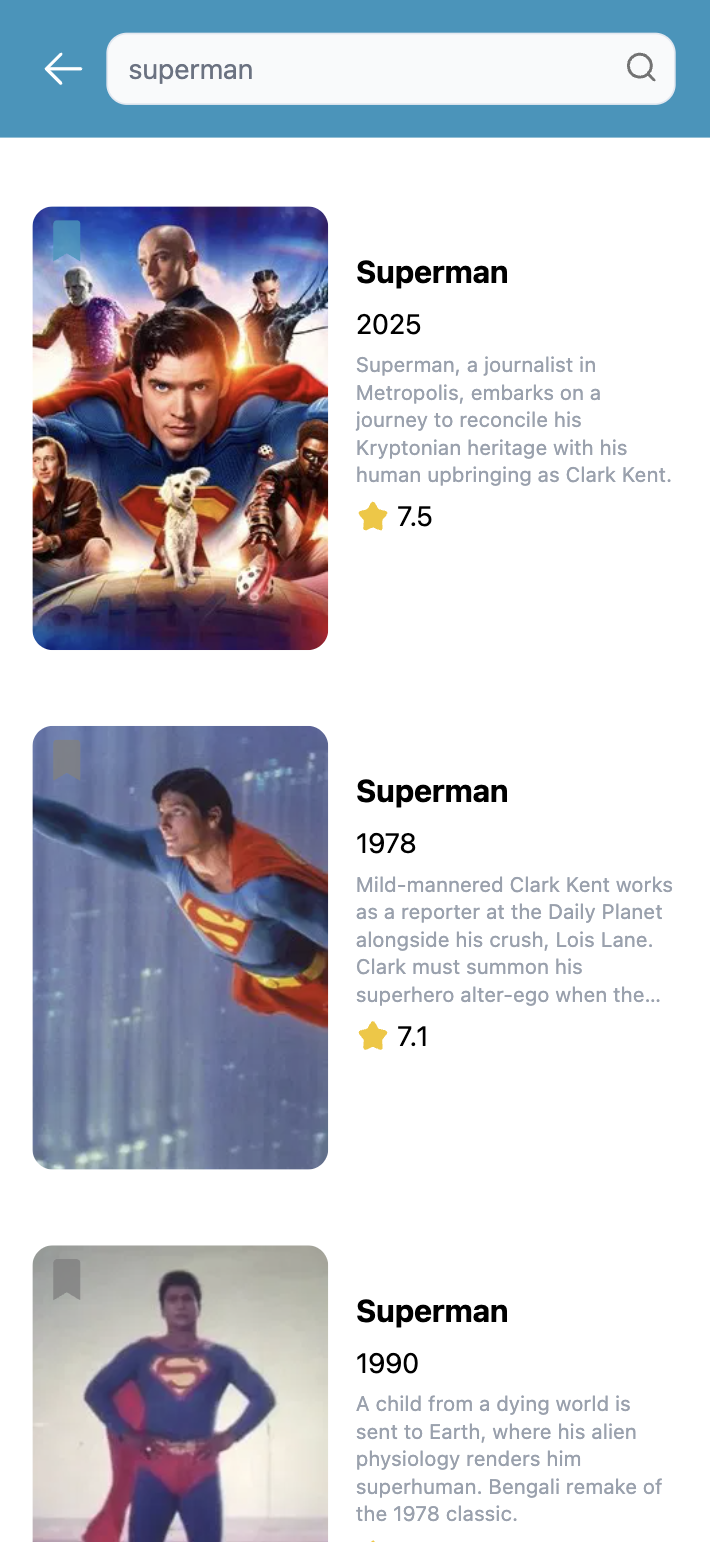 superman
Superman
2025
Superman, a journalist in
Metropolis, embarks on a
journey to reconcile his
Kryptonian heritage with his
human upbringing as Clark Kent.
7.5
Superman
1978
Mild-mannered Clark Kent works
as a reporter at the Daily Planet
alongside his crush, Lois Lane.
Clark must summon his
superhero alter-ego when the...
7.1
Superman
1990
A child from a dying world is
sent to Earth, where his alien
physiology renders him
superhuman. Bengali remake of
the 1978 classic.